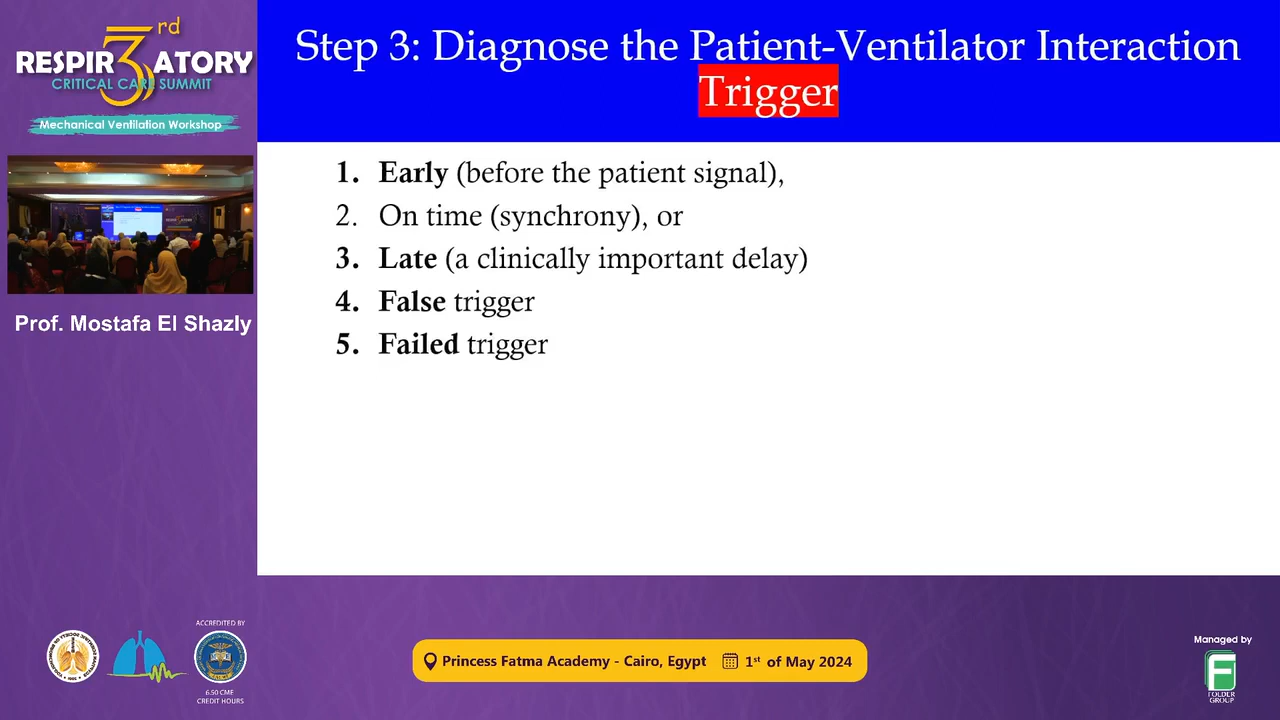 3rd
RESPIRATORY
CRITICAL CARE SUMMIT
Mechanical Ventilation Workshop
Prof. Mostafa El Shazly
Step 3: Diagnose the Patient-Ventilator Interaction
Trigger
1. Early (before the patient signal),
2. On time (synchrony), or
3. Late (a clinically important delay)
4. False trigger
5. Failed trigger
ACCREDITED BY
6.50 CME
CREDIT HOURS
Princess Fatma Academy - Cairo, Egypt
1st of May 2024
Managed by
FOLDER
GROUP